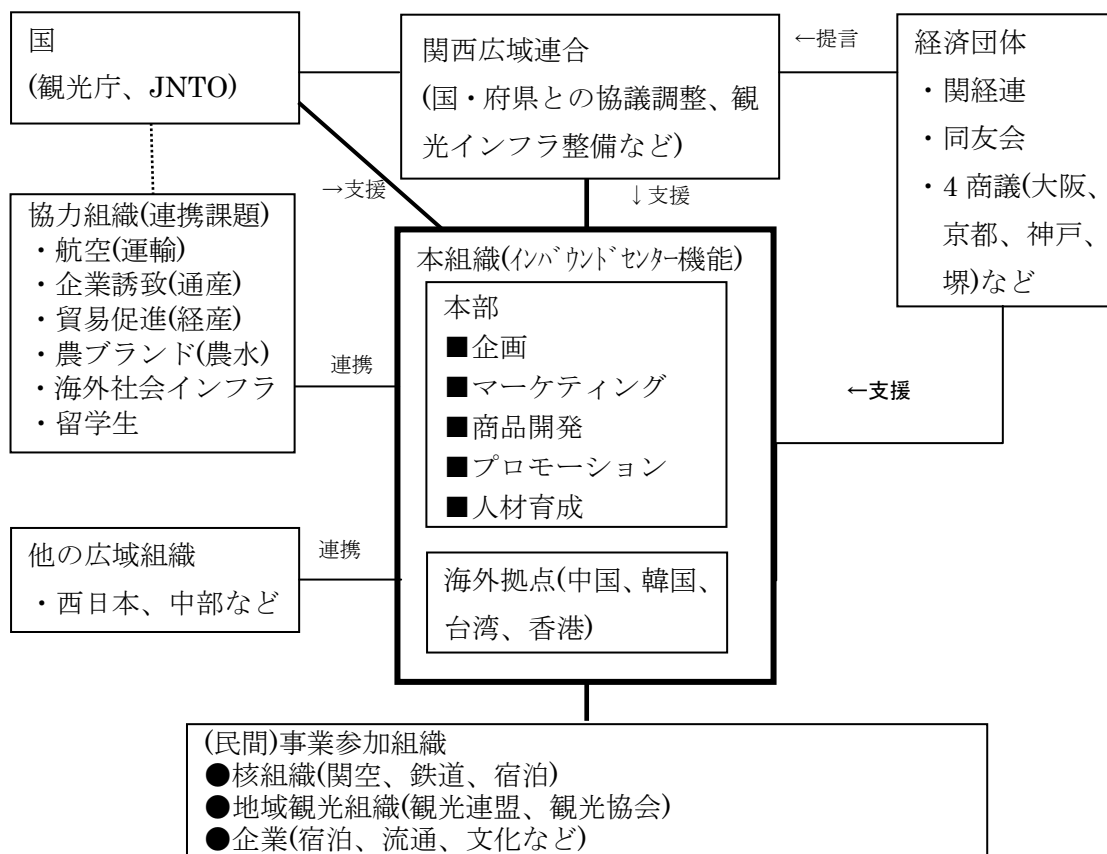 国
(観光庁、JNTO)
関西広域連合
(国・府県との協議調整、観
光インフラ整備など)
←提言
経済団体
・関経連
・同友会
・4 商議(大阪、
京都、神戸、
堺)など
→支援
↓支援
協力組織(連携課題)
・航空(運輸)
・企業誘致(通産)
・貿易促進(経産)
・農ブランド(農水)
・海外社会インフラ
・留学生
連携
本組織(インバウンドセンター機能)
本部
■企画
■マーケティング
■商品開発
■プロモーション
■人材育成
←支援
他の広域組織
・西日本、中部など
連携
海外拠点(中国、韓国、
台湾、香港)
(民間)事業参加組織
●核組織(関空、鉄道、宿泊)
●地域観光組織(観光連盟、観光協会)
●企業(宿泊、流通、文化など)